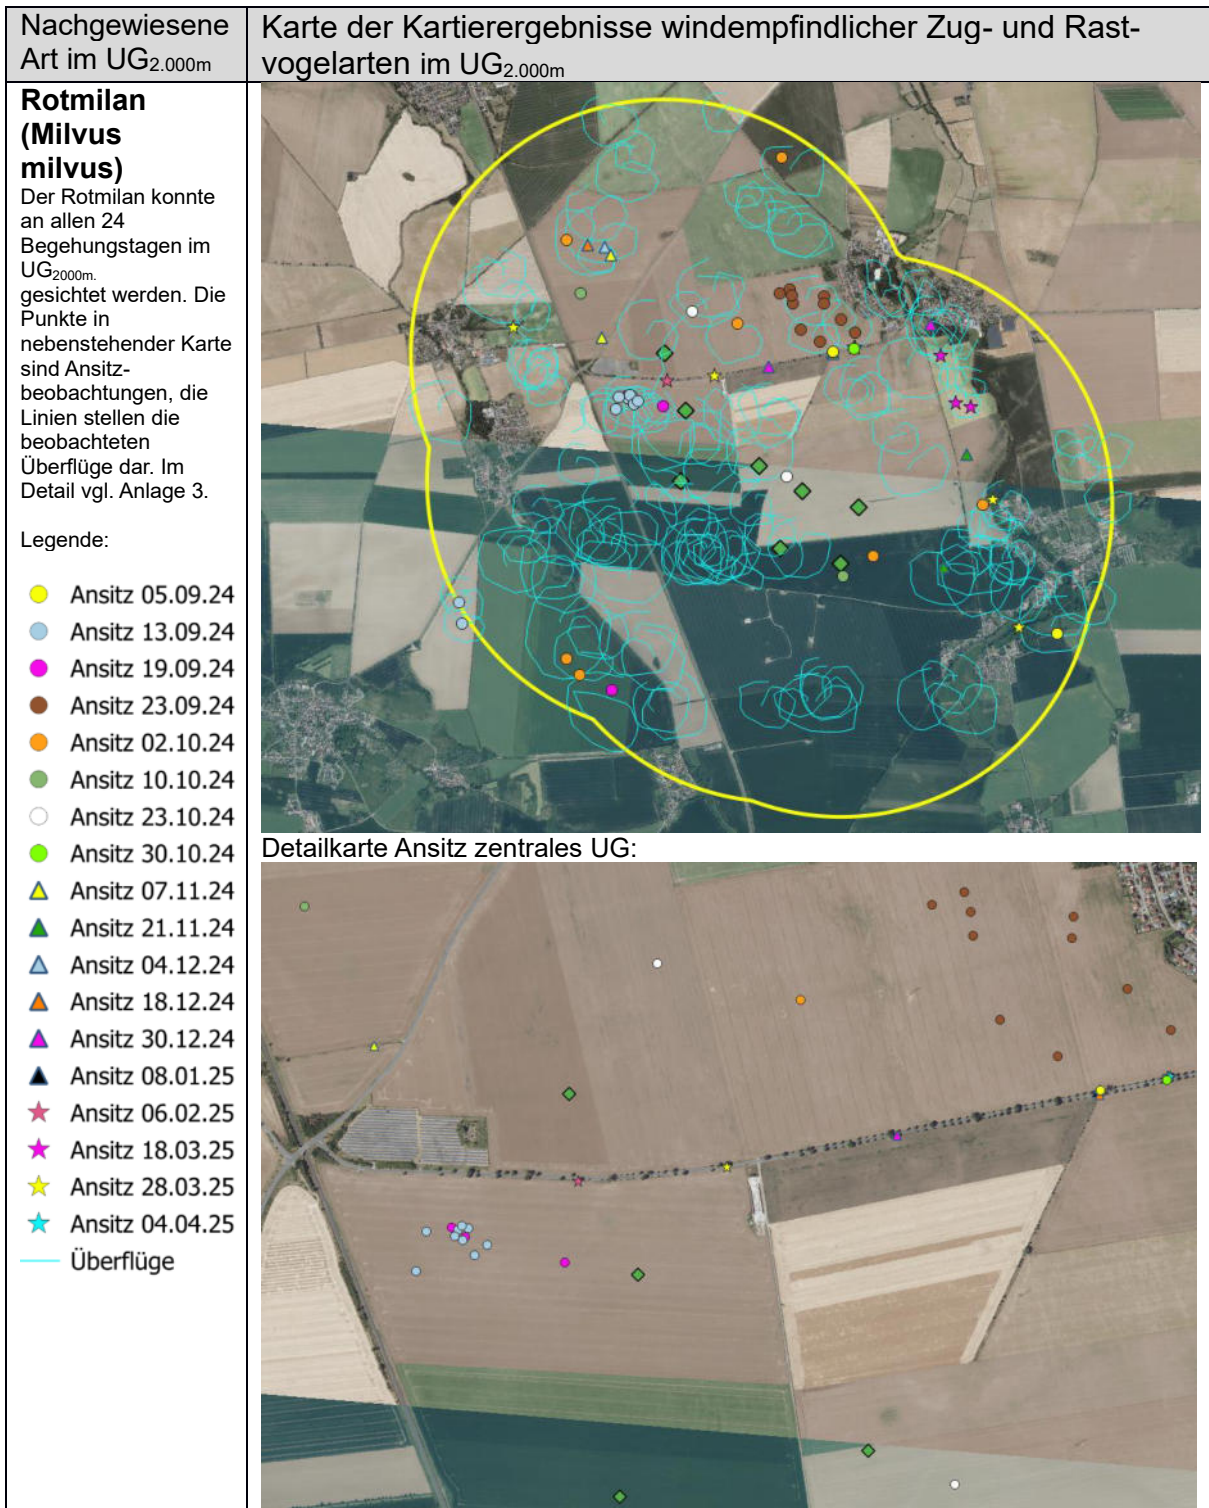 Nachgewiesene
Art im UG2.000m
Karte der Kartierergebnisse windempfindlicher Zug- und Rast-
vogelarten im UG2.000m
Rotmilan
(Milvus
milvus)
Der Rotmilan konnte
an allen 24
Begehungstagen im
UG2000m.
gesichtet werden. Die
Punkte in
nebenstehender Karte
sind Ansitz-
beobachtungen, die
Linien stellen die
beobachteten
Überflüge dar. Im
Detail vgl. Anlage 3.
Legende:
Ansitz 05.09.24
Ansitz 13.09.24
Ansitz 19.09.24
Ansitz 23.09.24
Ansitz 02.10.24
Ansitz 10.10.24
Ansitz 23.10.24
Ansitz 30.10.24
Ansitz 07.11.24
Ansitz 21.11.24
Ansitz 04.12.24
Ansitz 18.12.24
Ansitz 30.12.24
Ansitz 08.01.25
Ansitz 06.02.25
Ansitz 18.03.25
Ansitz 28.03.25
Ansitz 04.04.25
Überflüge
Detailkarte Ansitz zentrales UG: